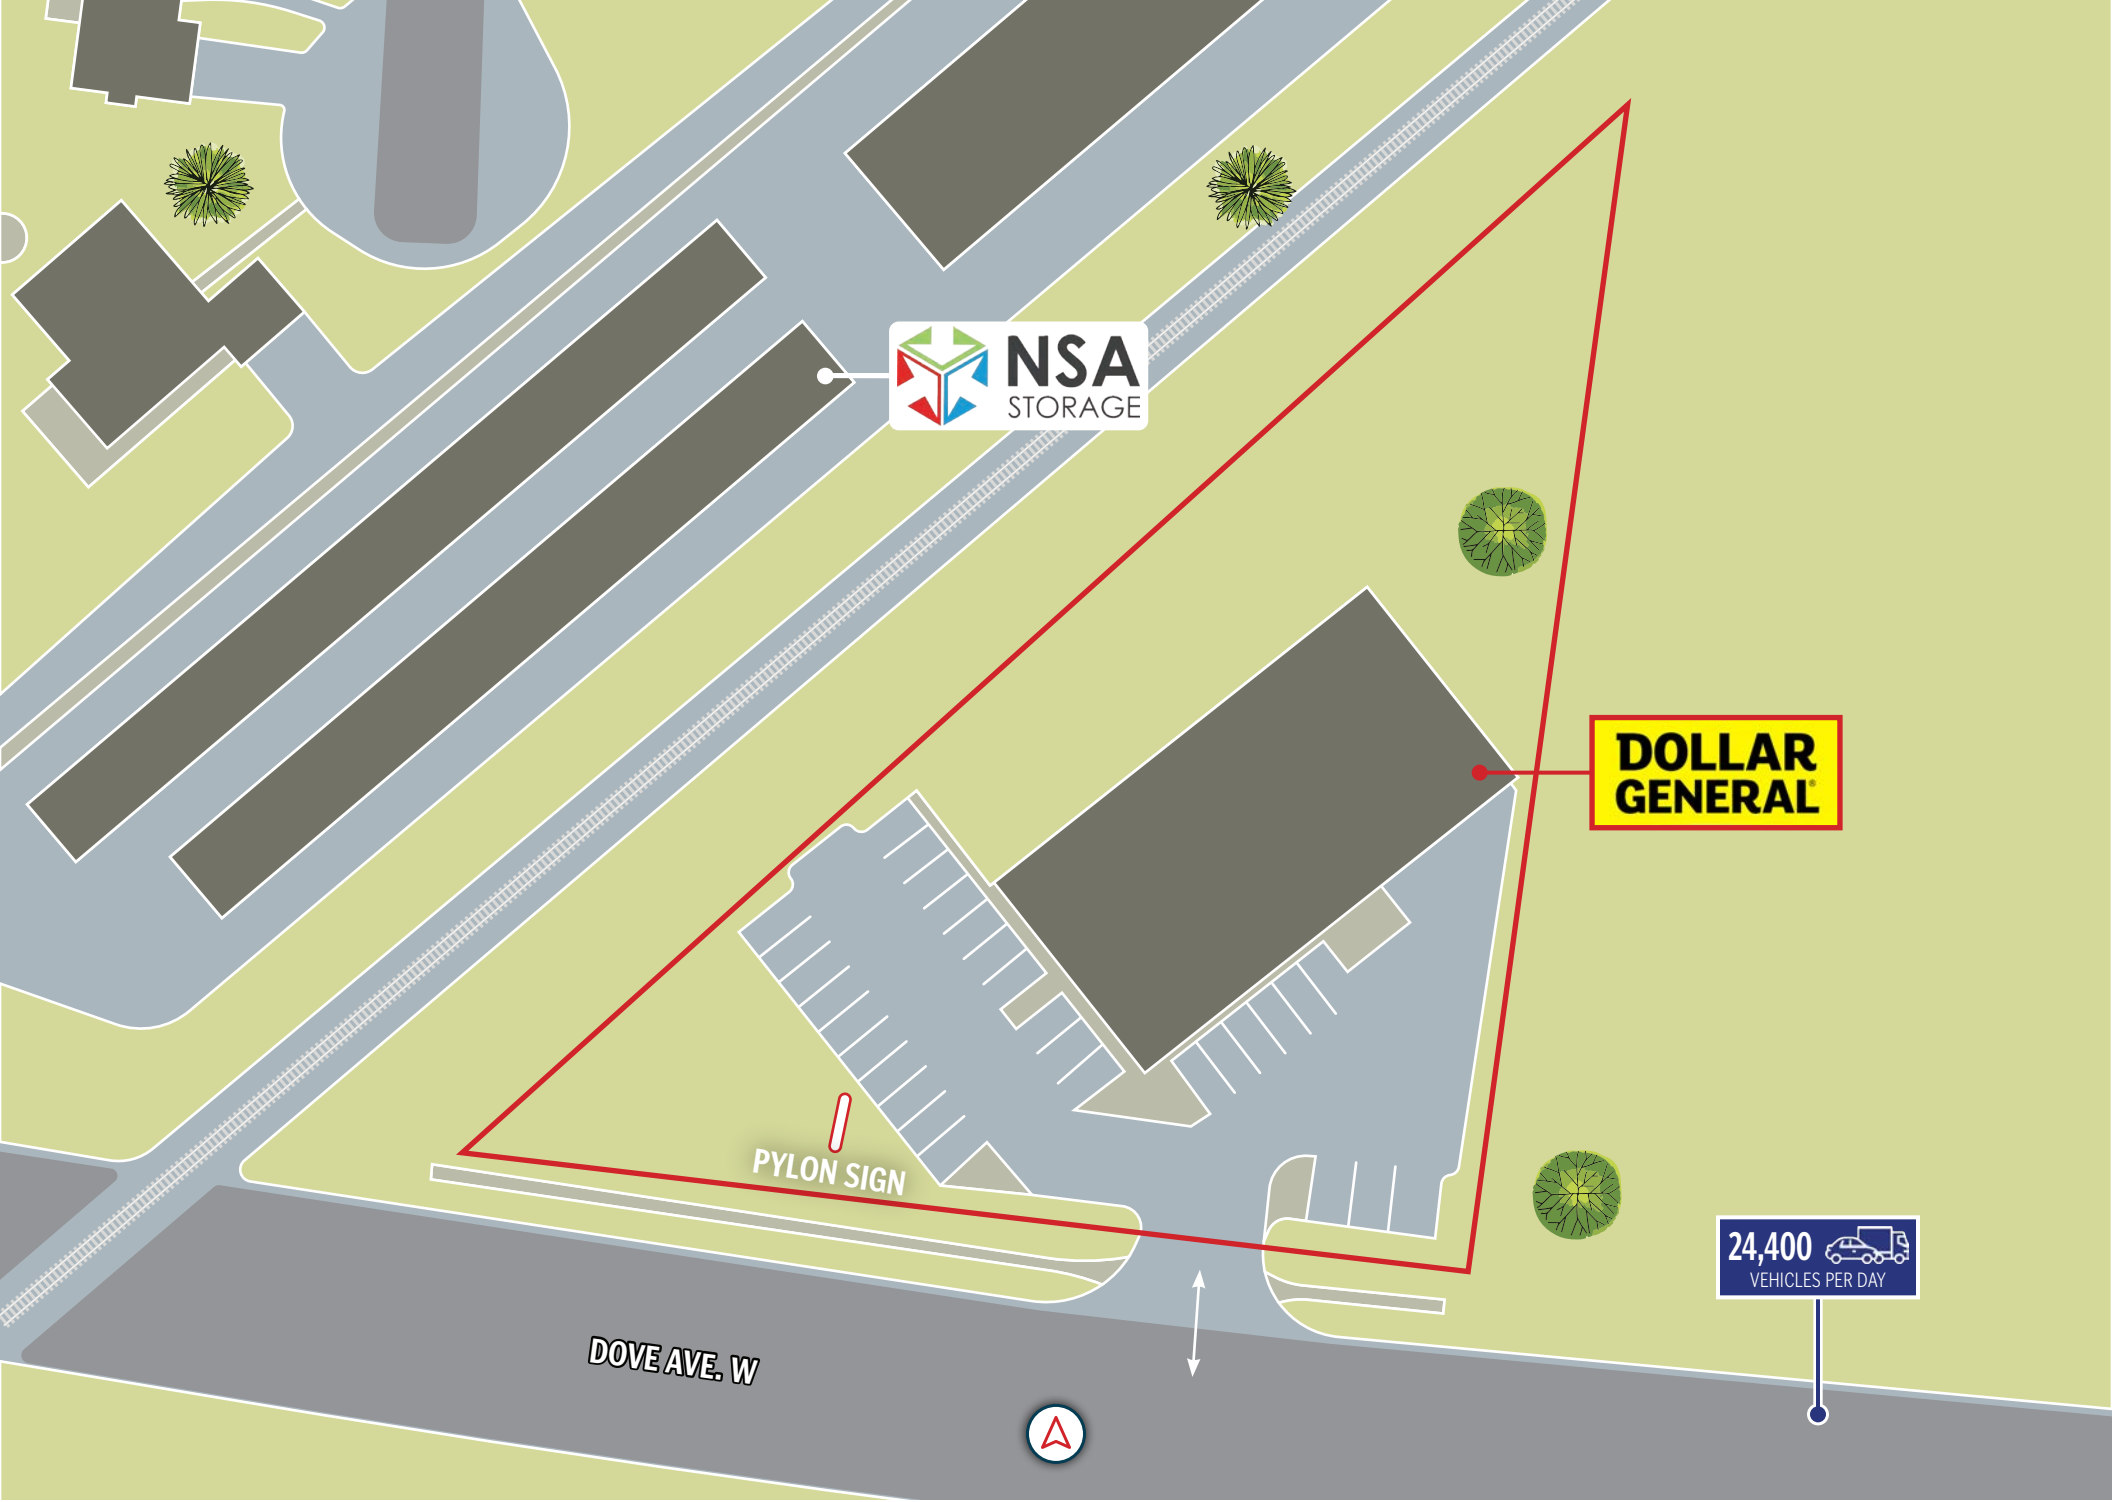 NSA
STORAGE
DOLLAR
GENERAL®
PYLON SIGN
24,400
VEHICLES PER DAY
DOVE AVE. W